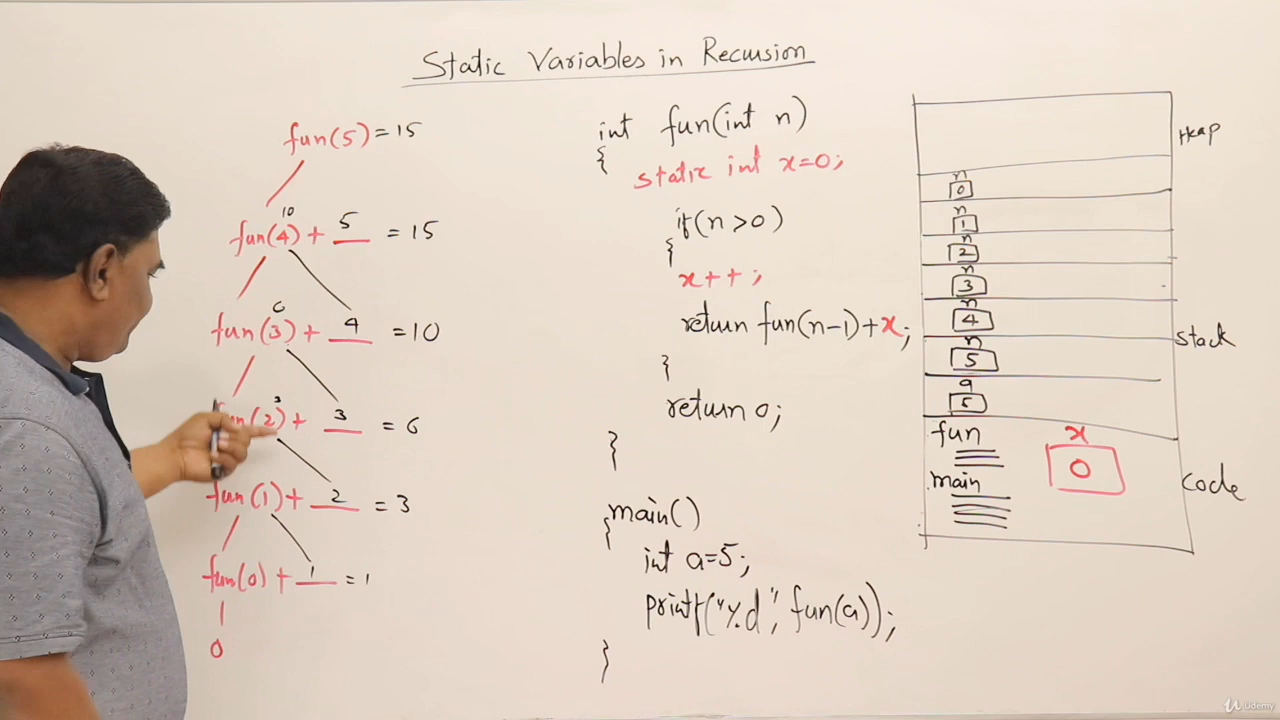 Static Variables in Recursion
fun(5) = 15
10
fun(4) + 5 = 15
6
fun(3) + 4 = 10
3
fun(2) + 3 = 6
fun(1) + 2 = 3
fun(0) + 1 = 1
0
int fun(int n)
{
static int x=0;
if(n>0)
{
x++;
return fun(n-1)+x;
}
return 0;
}
main()
{
int a=5;
printf("%d", fun(a));
}
Heap
n
0
n
1
n
2
n
3
n
4
stack
n
5
a
5
fun
x
0
main
code
Udemy